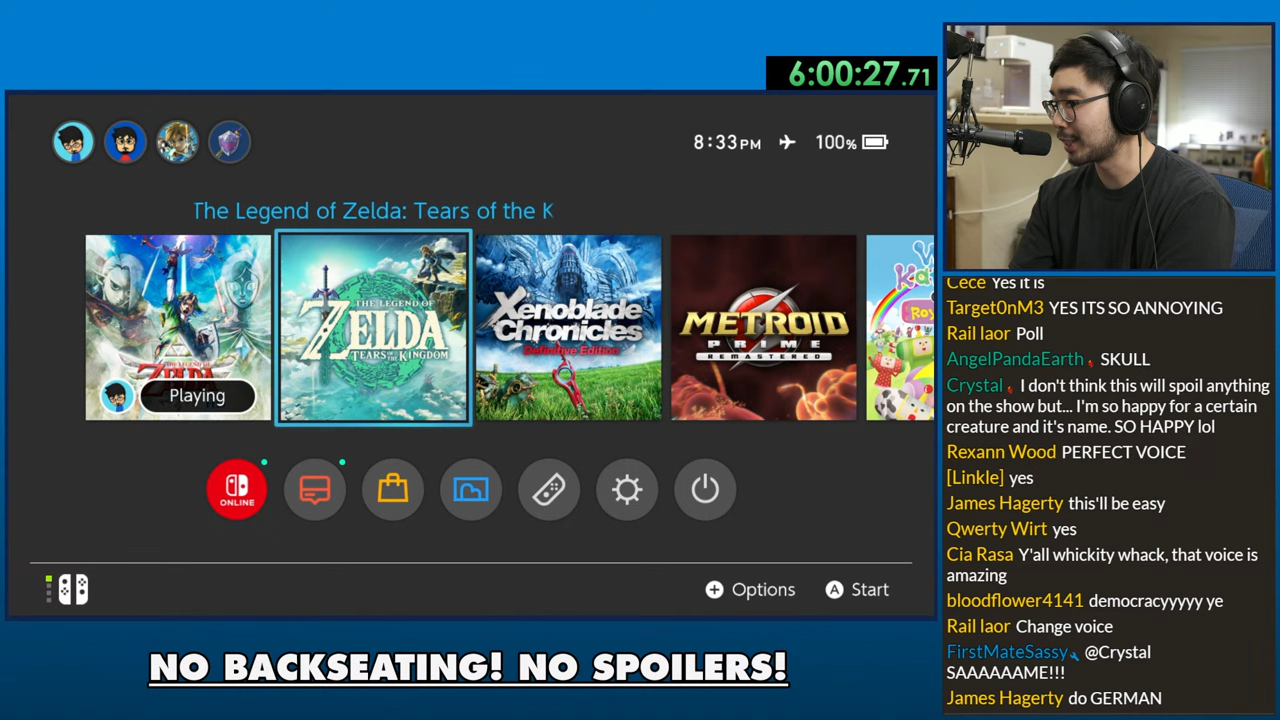 6:00:27.71
8:33PM 100%
The Legend of Zelda: Tears of the K
ZELDA
Playing
THE LEGEND OF
ZELDA
TEARS OF THE KINGDOM
Xenoblade
Chronicles
Definitive Edition
METROID
PRIME
REMASTERED
W
Ka
Roy
ONLINE
+ Options A Start
NO BACKSEATING! NO SPOILERS!
Cece Yes it is
Target0nM3 YES ITS SO ANNOYING
Rail laor Poll
AngelPandaEarth SKULL
Crystal I don't think this will spoil anything
on the show but... I'm so happy for a certain
creature and it's name. SO HAPPY lol
Rexann Wood PERFECT VOICE
[Linkle] yes
James Hagerty this'll be easy
Qwerty Wirt yes
Cia Rasa Y'all whickity whack, that voice is
amazing
bloodflower4141 democracyyyyy ye
Rail laor Change voice
FirstMateSassy @Crystal
SAAAAAAME!!!
James Hagerty do GERMAN